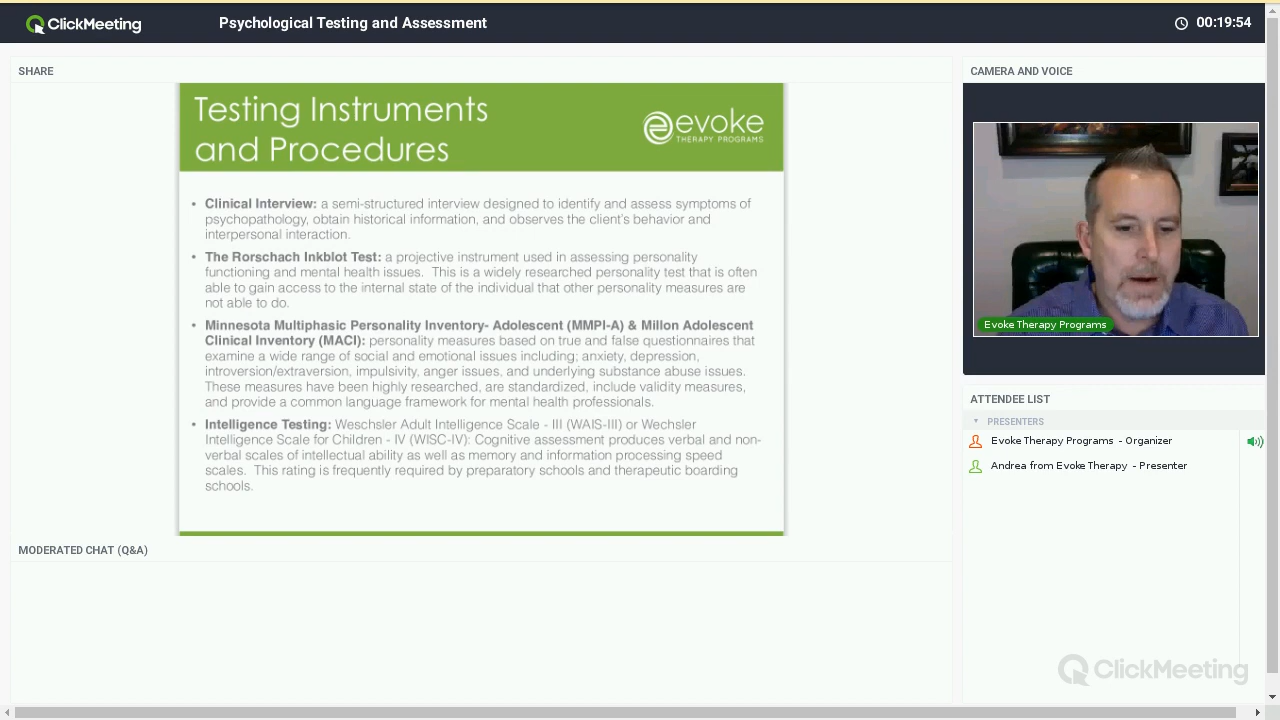 ClickMeeting
Psychological Testing and Assessment
00:19:54
SHARE
Testing Instruments
and Procedures
evoke
THERAPY PROGRAMS
• Clinical Interview: a semi-structured interview designed to identify and assess symptoms of
psychopathology, obtain historical information, and observes the client's behavior and
interpersonal interaction.
• The Rorschach Inkblot Test: a projective instrument used in assessing personality
functioning and mental health issues. This is a widely researched personality test that is often
able to gain access to the internal state of the individual that other personality measures are
not able to do.
• Minnesota Multiphasic Personality Inventory- Adolescent (MMPI-A) & Millon Adolescent
Clinical Inventory (MACI): personality measures based on true and false questionnaires that
examine a wide range of social and emotional issues including; anxiety, depression,
introversion/extraversion, impulsivity, anger issues, and underlying substance abuse issues.
These measures have been highly researched, are standardized, include validity measures,
and provide a common language framework for mental health professionals.
• Intelligence Testing: Weschsler Adult Intelligence Scale - III (WAIS-III) or Wechsler
Intelligence Scale for Children - IV (WISC-IV): Cognitive assessment produces verbal and non-
verbal scales of intellectual ability as well as memory and information processing speed
scales. This rating is frequently required by preparatory schools and therapeutic boarding
schools.
MODERATED CHAT (Q&A)
CAMERA AND VOICE
Evoke Therapy Programs
ATTENDEE LIST
PRESENTERS
Evoke Therapy Programs - Organizer
Andrea from Evoke Therapy - Presenter
ClickMeeting